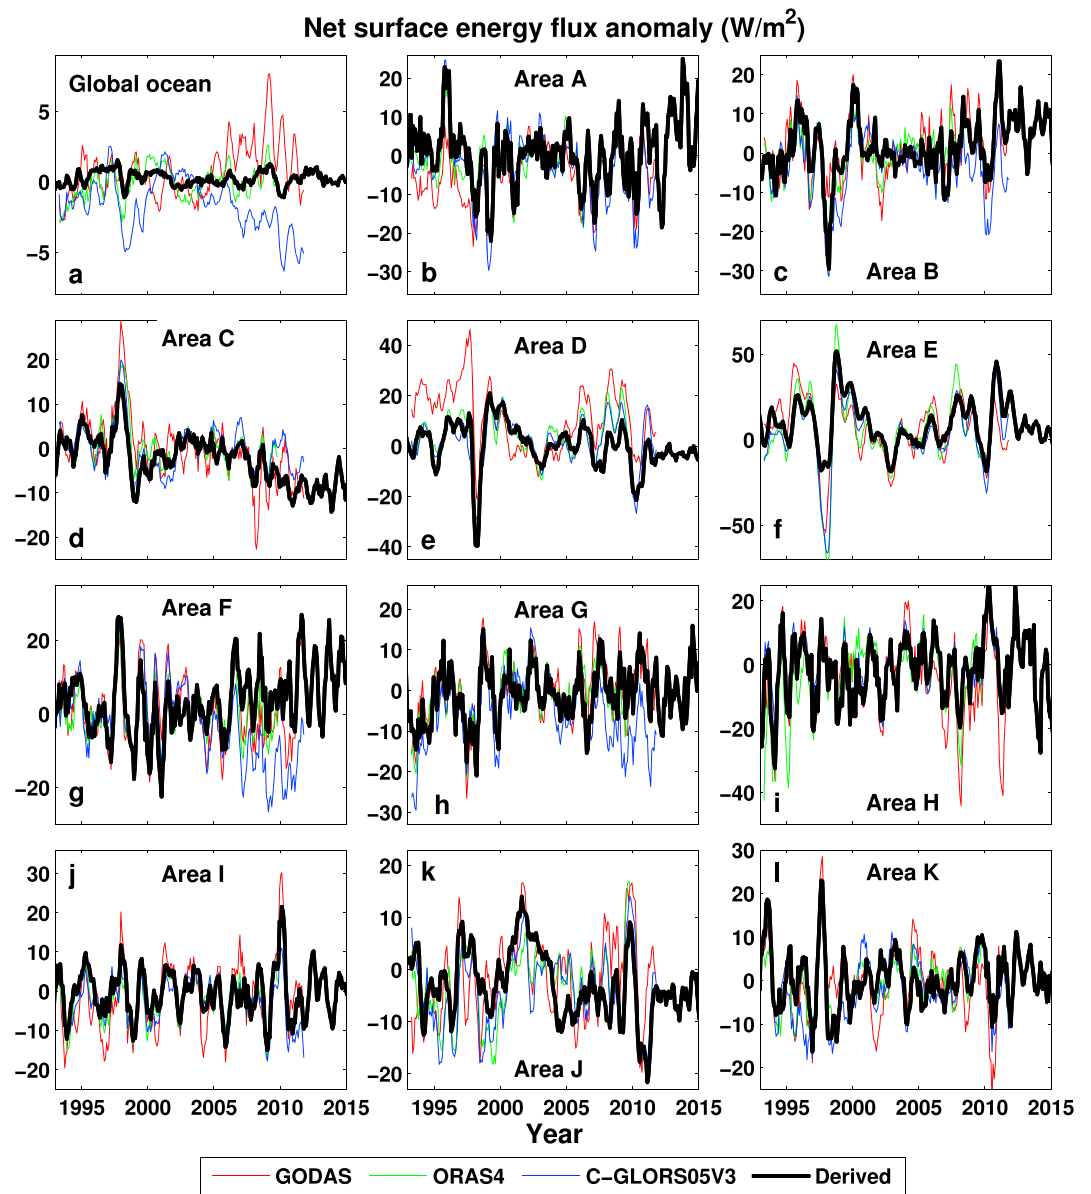 Net surface energy flux anomaly (W/m²)
Global ocean
5
0
−5
a
Area A
20
10
0
−10
−20
−30
b
20
10
0
−10
−20
−30
c
Area B
Area C
20
10
0
−10
−20
d
Area D
40
20
0
−20
−40
e
Area E
50
0
−50
f
Area F
20
0
−20
g
Area G
20
10
0
−10
−20
−30
h
20
0
−20
−40
i
Area H
j
Area I
30
20
10
0
−10
−20
k
20
10
0
−10
−20
Area J
l
Area K
30
20
10
0
−10
−20
1995 2000 2005 2010 2015
1995 2000 2005 2010 2015
1995 2000 2005 2010 2015
Year
GODAS ORAS4 C−GLORS05V3 Derived